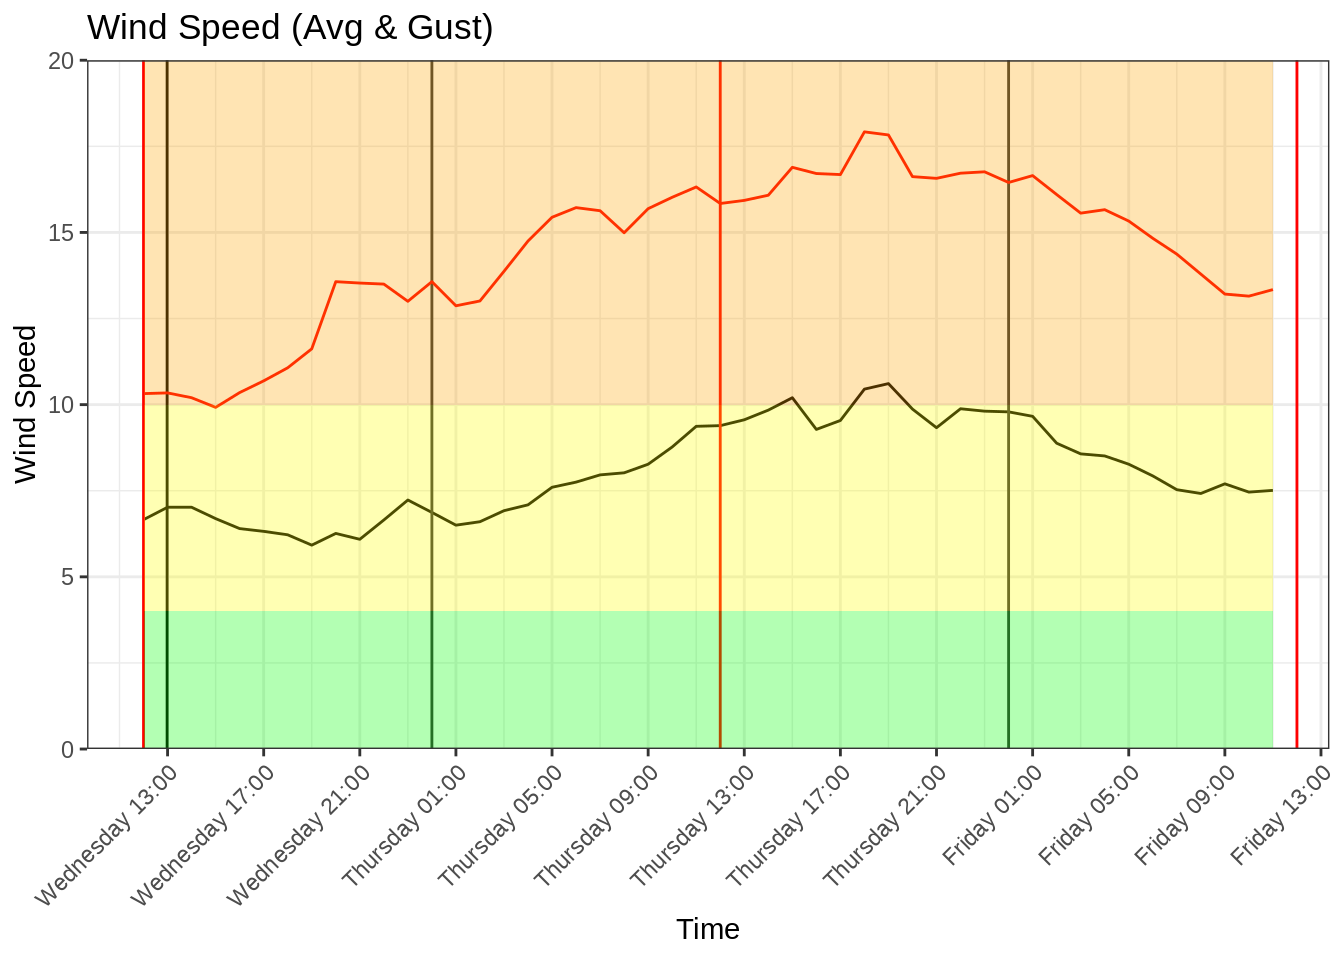 Wind Speed (Avg & Gust)
20
15
10
5
0
Wind Speed
Wednesday 13:00
Wednesday 17:00
Wednesday 21:00
Thursday 01:00
Thursday 05:00
Thursday 09:00
Thursday 13:00
Thursday 17:00
Thursday 21:00
Friday 01:00
Friday 05:00
Friday 09:00
Friday 13:00
Time